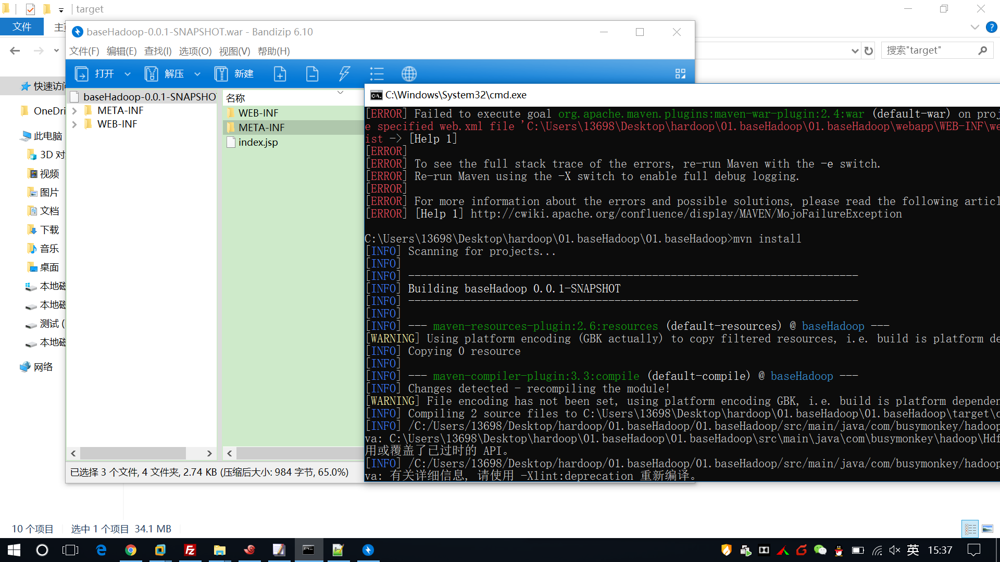 target
文件
主
baseHadoop-0.0.1-SNAPSHOT.war - Bandizip 6.10
文件(F) 编辑(E) 查找(I) 选项(O) 视图(V) 帮助(H)
搜索"target"
打开 解压 新建
快速访
OneDri
此电脑
3D 对
视频
图片
文档
下载
音乐
桌面
本地磁
本地磁
测试 (
本地磁
网络
baseHadoop-0.0.1-SNAPSHO
META-INF
WEB-INF
名称
WEB-INF
META-INF
index.jsp
已选择 3 个文件, 4 文件夹, 2.74 KB (压缩后大小: 984 字节, 65.0%)
C:\Windows\System32\cmd.exe
[ERROR] Failed to execute goal org.apache.maven.plugins:maven-war-plugin:2.4:war (default-war) on proj
e specified web.xml file 'C:\Users\13698\Desktop\hardoop\01.baseHadoop\01.baseHadoop\webapp\WEB-INF\we
ist -> [Help 1]
[ERROR]
[ERROR] To see the full stack trace of the errors, re-run Maven with the -e switch.
[ERROR] Re-run Maven using the -X switch to enable full debug logging.
[ERROR]
[ERROR] For more information about the errors and possible solutions, please read the following articl
[ERROR] [Help 1] http://cwiki.apache.org/confluence/display/MAVEN/MojoFailureException
C:\Users\13698\Desktop\hardoop\01.baseHadoop\01.baseHadoop>mvn install
[INFO] Scanning for projects...
[INFO]
[INFO] ------------------------------------------------------------------------
[INFO] Building baseHadoop 0.0.1-SNAPSHOT
[INFO] ------------------------------------------------------------------------
[INFO]
[INFO] --- maven-resources-plugin:2.6:resources (default-resources) @ baseHadoop ---
[WARNING] Using platform encoding (GBK actually) to copy filtered resources, i.e. build is platform de
[INFO] Copying 0 resource
[INFO]
[INFO] --- maven-compiler-plugin:3.3:compile (default-compile) @ baseHadoop ---
[INFO] Changes detected - recompiling the module!
[WARNING] File encoding has not been set, using platform encoding GBK, i.e. build is platform dependen
[INFO] Compiling 2 source files to C:\Users\13698\Desktop\hardoop\01.baseHadoop\01.baseHadoop\target\c
[INFO] /C:/Users/13698/Desktop/hardoop/01.baseHadoop/01.baseHadoop/src/main/java/com/busymonkey/hadoop
va: C:\Users\13698\Desktop\hardoop\01.baseHadoop\01.baseHadoop\src\main\java\com\busymonkey\hadoop\Hdf
用或覆盖了已过时的 API。
[INFO] /C:/Users/13698/Desktop/hardoop/01.baseHadoop/01.baseHadoop/src/main/java/com/busymonkey/hadoop
va: 有关详细信息, 请使用 -Xlint:deprecation 重新编译。
10 个项目 选中 1 个项目 34.1 MB
英 15:37